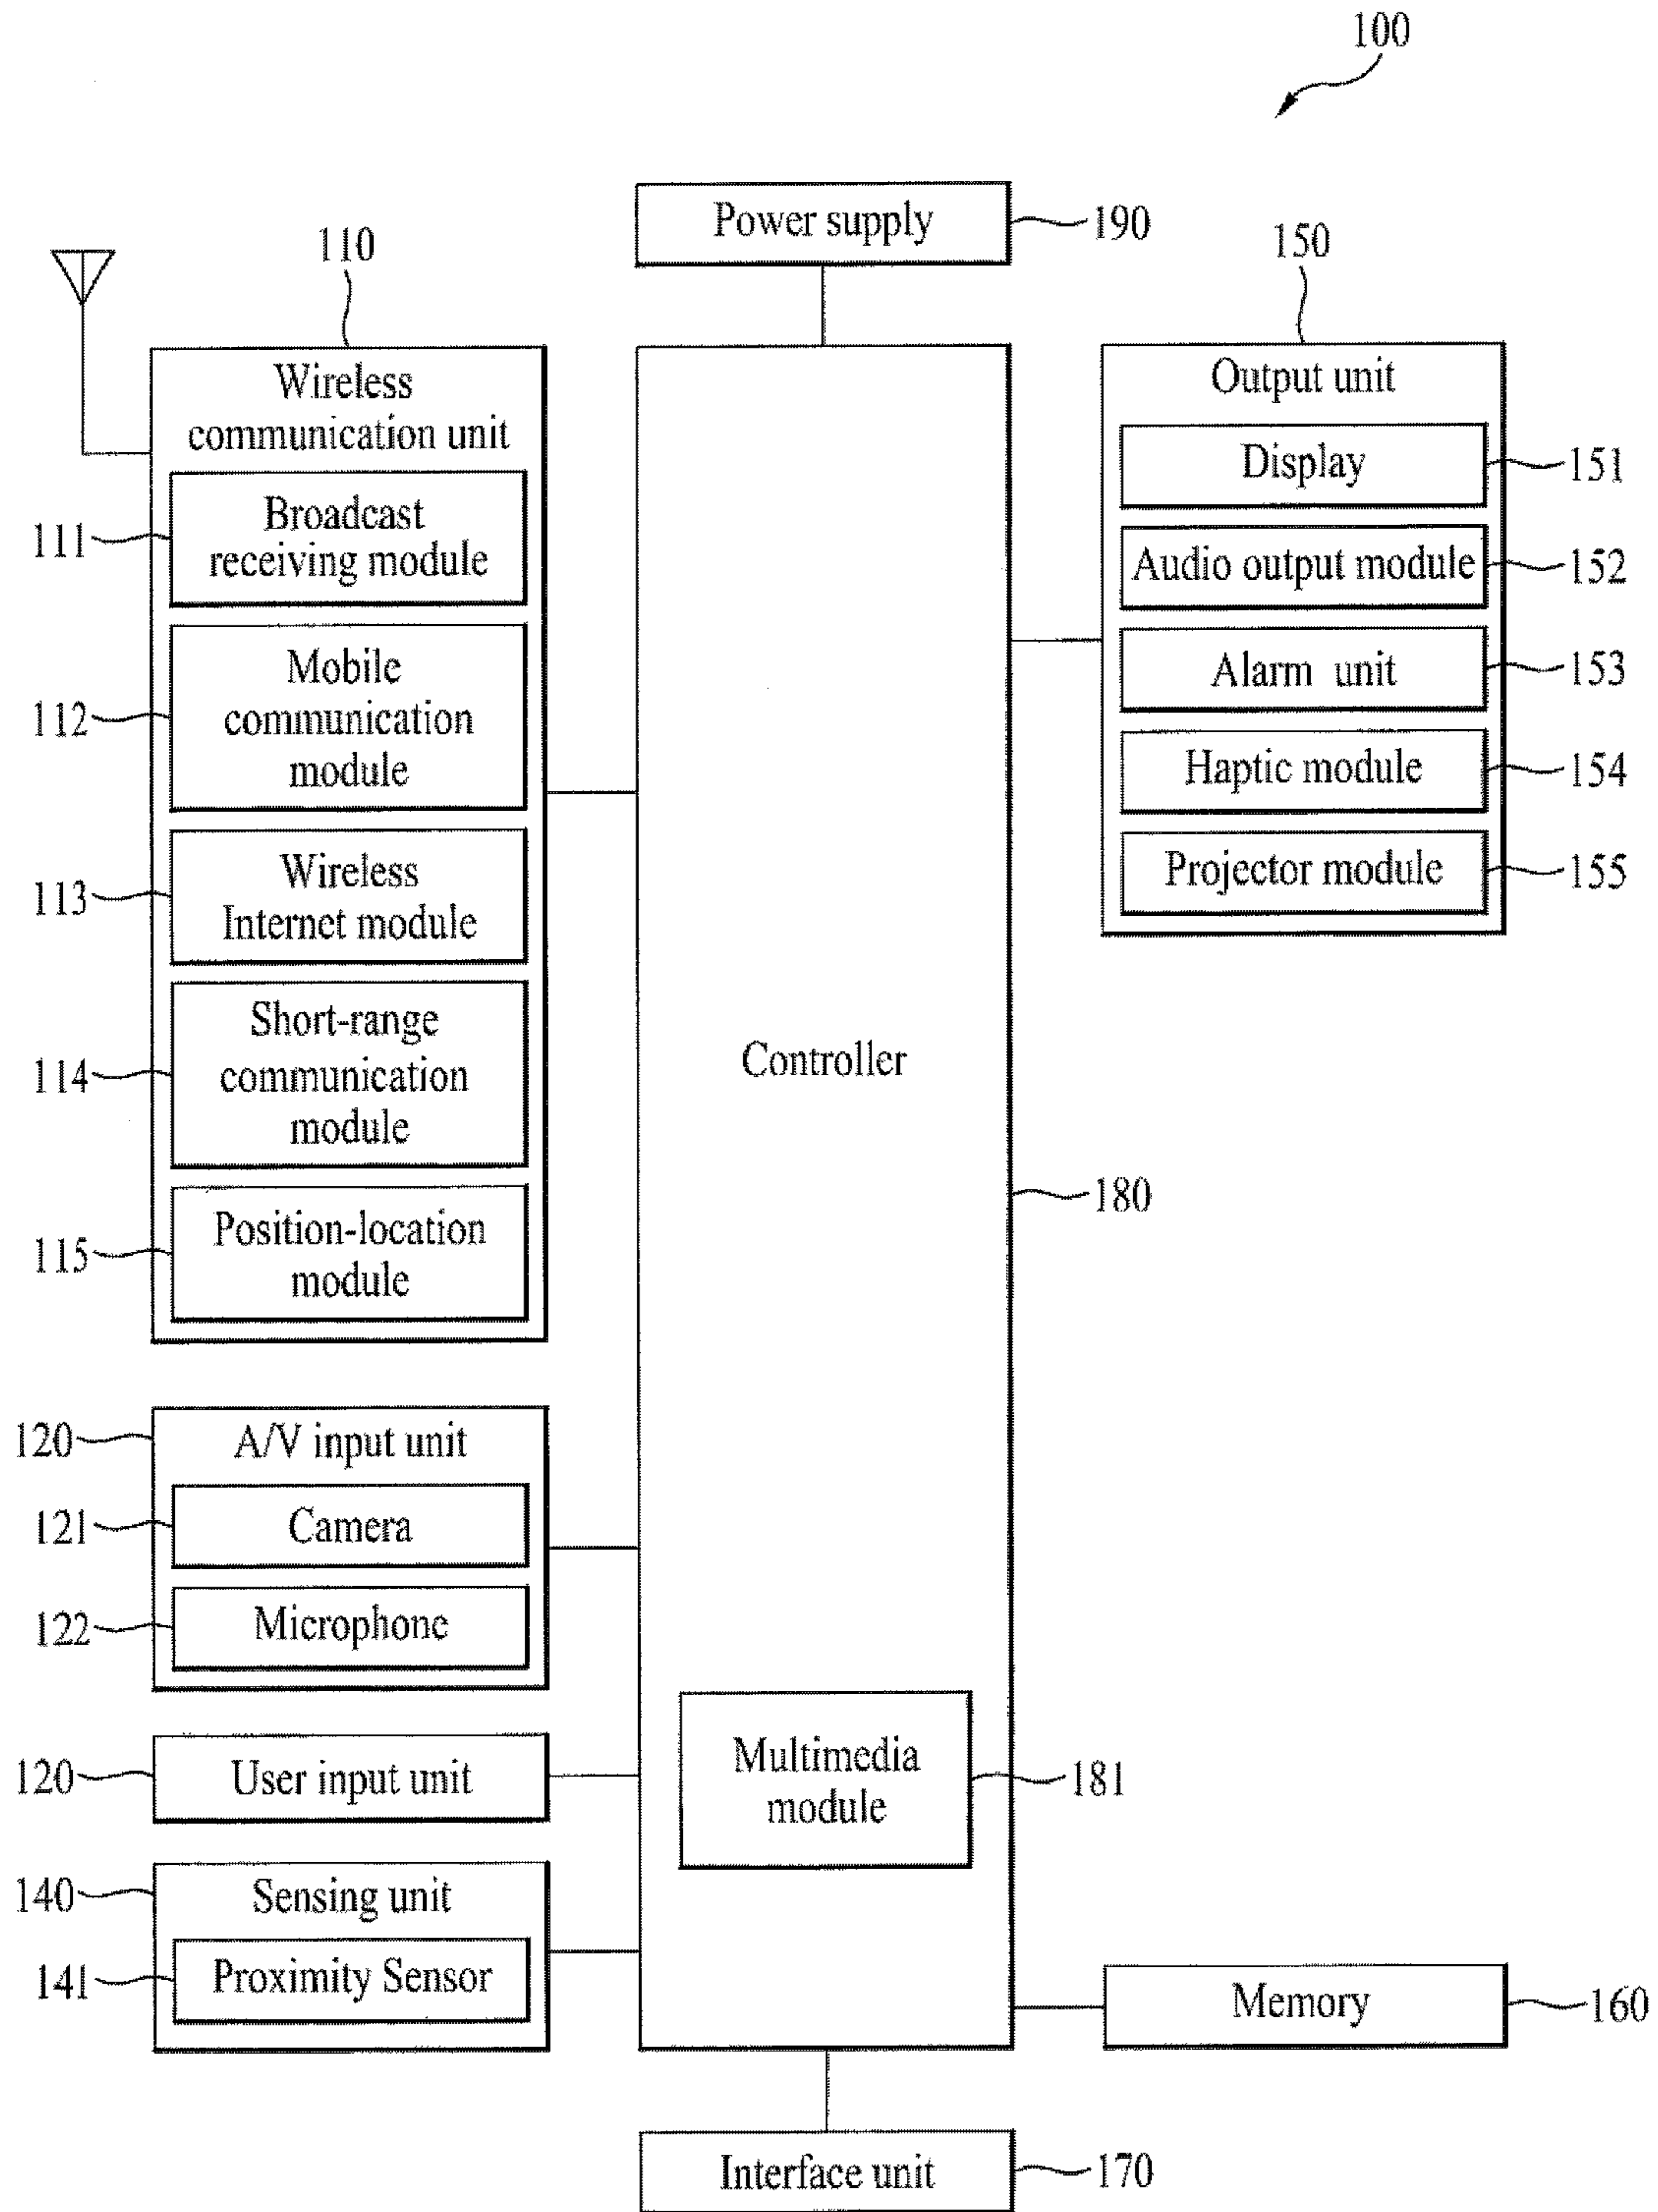 100
Power supply
190
110
150
Wireless
communication unit
Output unit
Display
151
Broadcast
receiving module
111
Audio output module
152
Mobile
communication
module
112
Alarm unit
153
Haptic module
154
Wireless
Internet module
113
Projector module
155
Short-range
communication
module
114
Controller
180
Position-location
module
115
120
A/V input unit
121
Camera
122
Microphone
120
User input unit
Multimedia
module
181
140
Sensing unit
141
Proximity Sensor
Memory
160
Interface unit
170